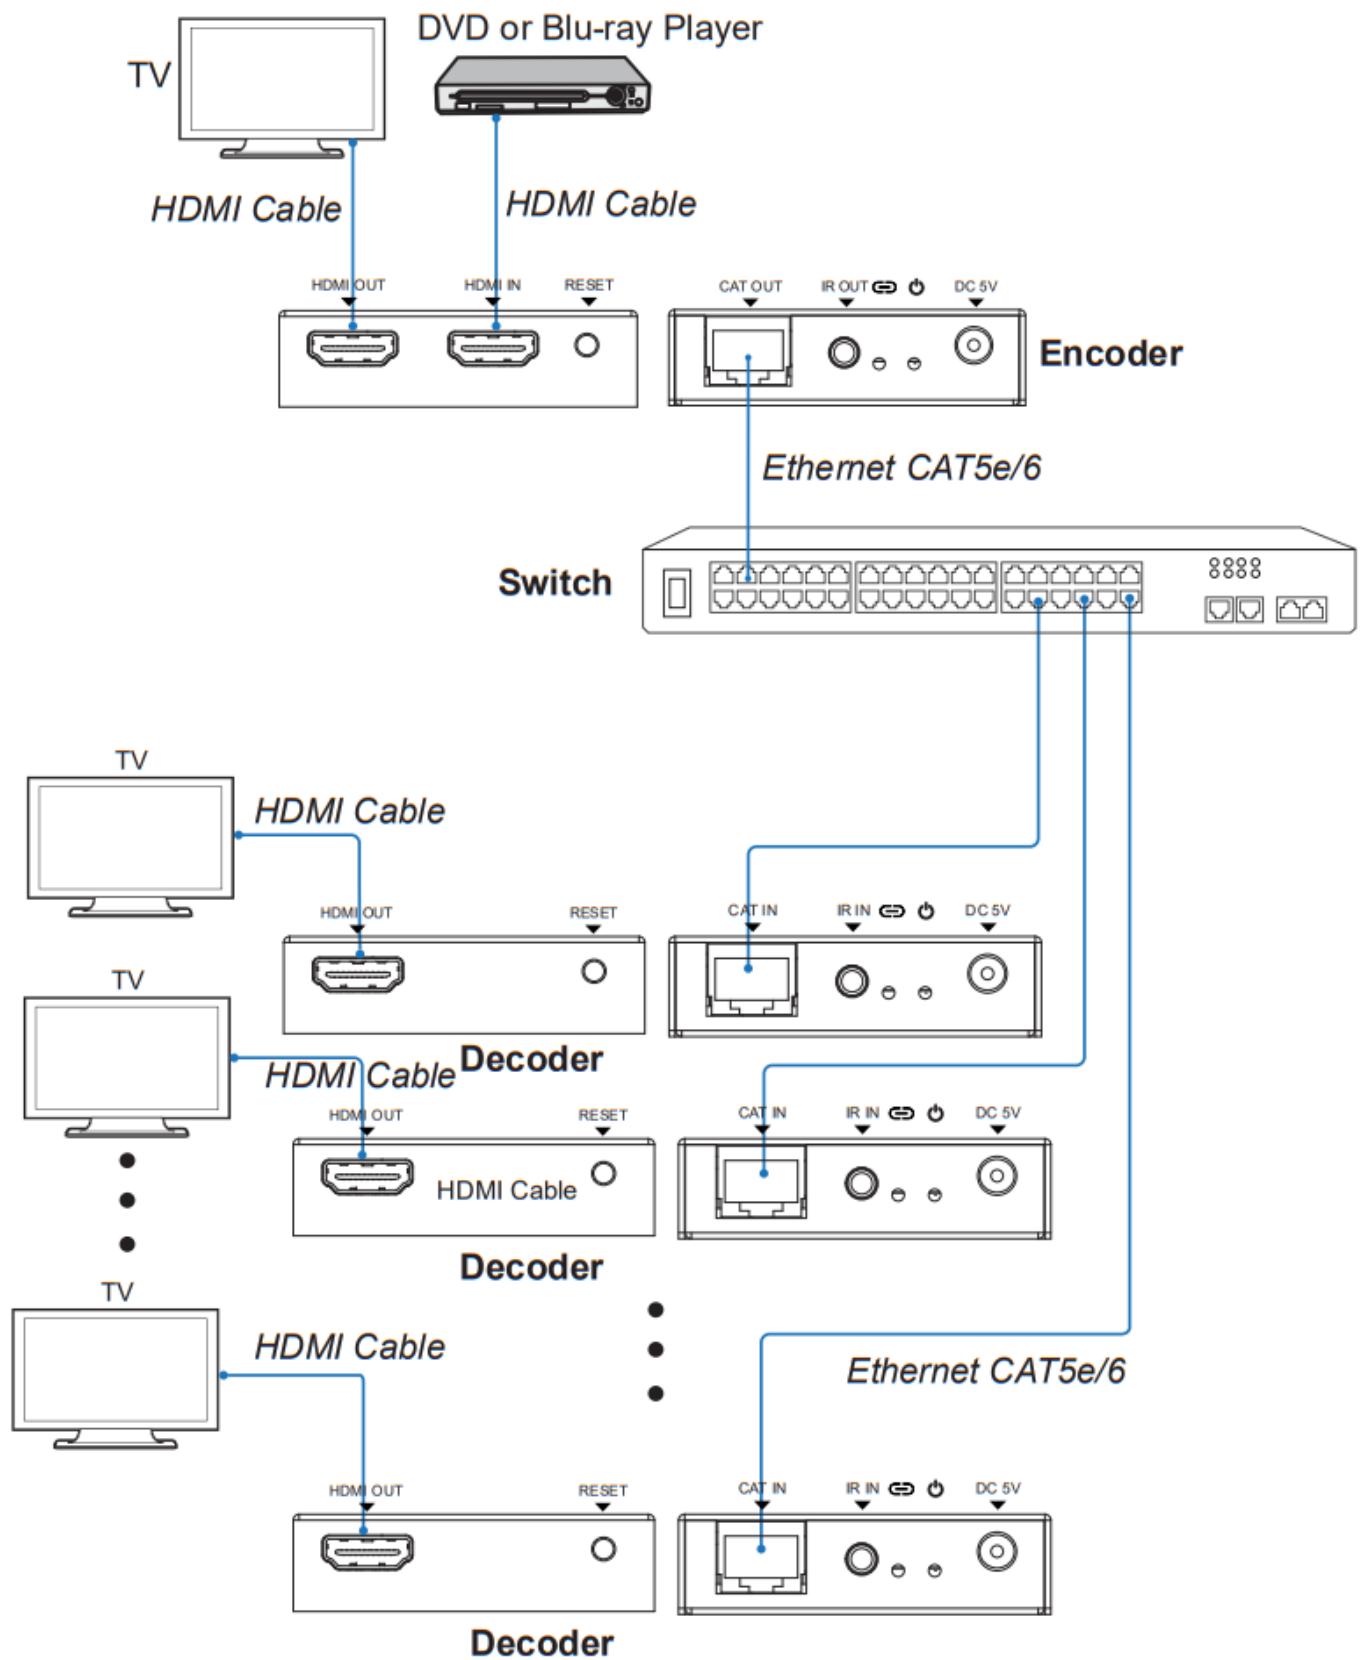 DVD or Blu-ray Player
TV
HDMI Cable
HDMI Cable
HDMI OUT
HDMI IN
RESET
CAT OUT
IR OUT
DC 5V
Encoder
Ethernet CAT5e/6
Switch
TV
HDMI Cable
HDMI OUT
RESET
CAT IN
IR IN
DC 5V
TV
Decoder
HDMI Cable
HDMI OUT
RESET
CAT IN
IR IN
DC 5V
HDMI Cable
Decoder
TV
HDMI Cable
Ethernet CAT5e/6
HDMI OUT
RESET
CAT IN
IR IN
DC 5V
Decoder